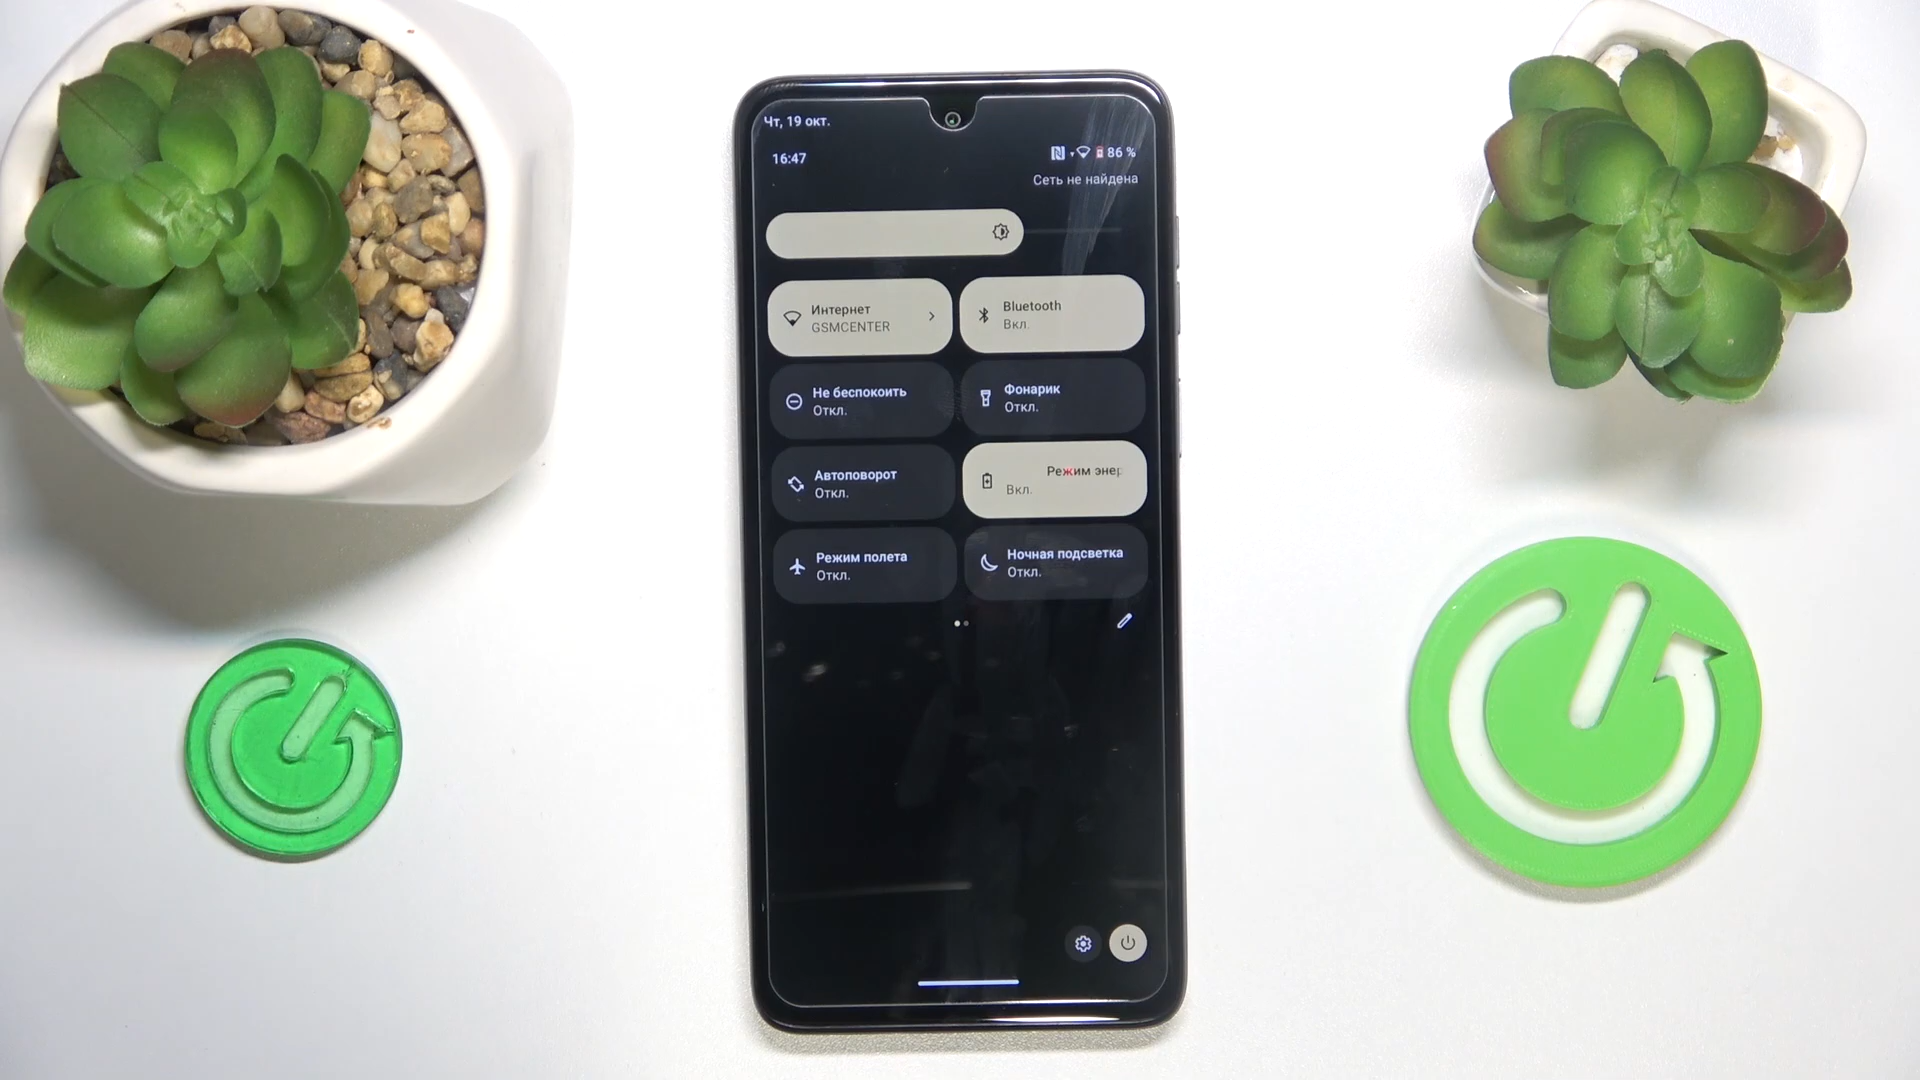 Чт, 19 окт.
16:47
86 %
Сеть не найдена
Интернет
GSMCENTER
Bluetooth
Вкл.
Не беспокоить
Откл.
Фонарик
Откл.
Автоповорот
Откл.
Режим энер
Вкл.
Режим полета
Откл.
Ночная подсветка
Откл.